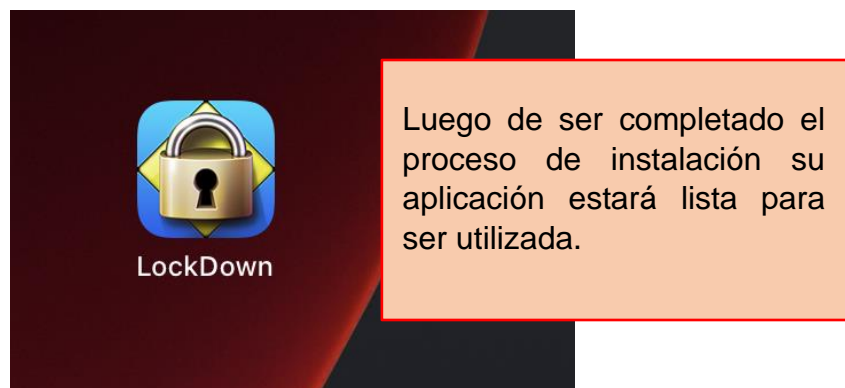 LockDown
Luego de ser completado el
proceso de instalación su
aplicación estará lista para
ser utilizada.